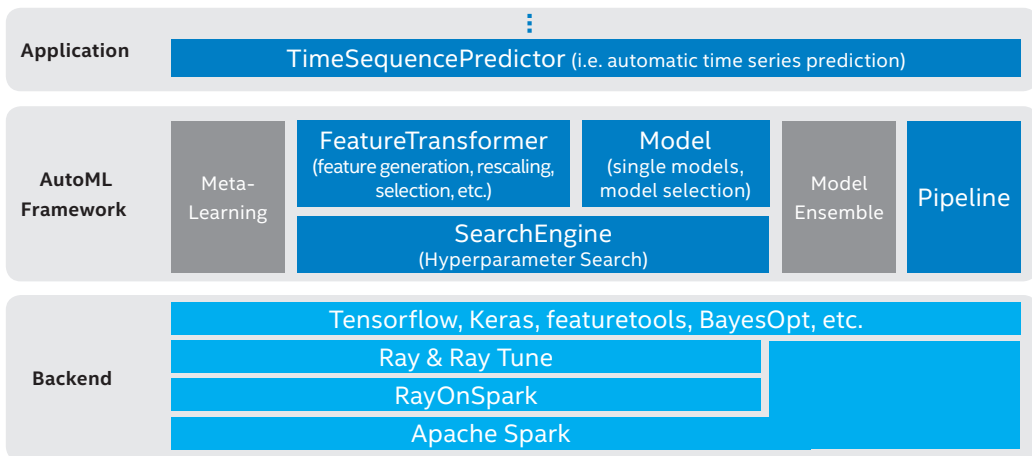 Application
TimeSequencePredictor (i.e. automatic time series prediction)
AutoML
Framework
Meta-
Learning
FeatureTransformer
(feature generation, rescaling,
selection, etc.)
Model
(single models,
model selection)
SearchEngine
(Hyperparameter Search)
Model
Ensemble
Pipeline
Backend
Tensorflow, Keras, featuretools, BayesOpt, etc.
Ray & Ray Tune
RayOnSpark
Apache Spark